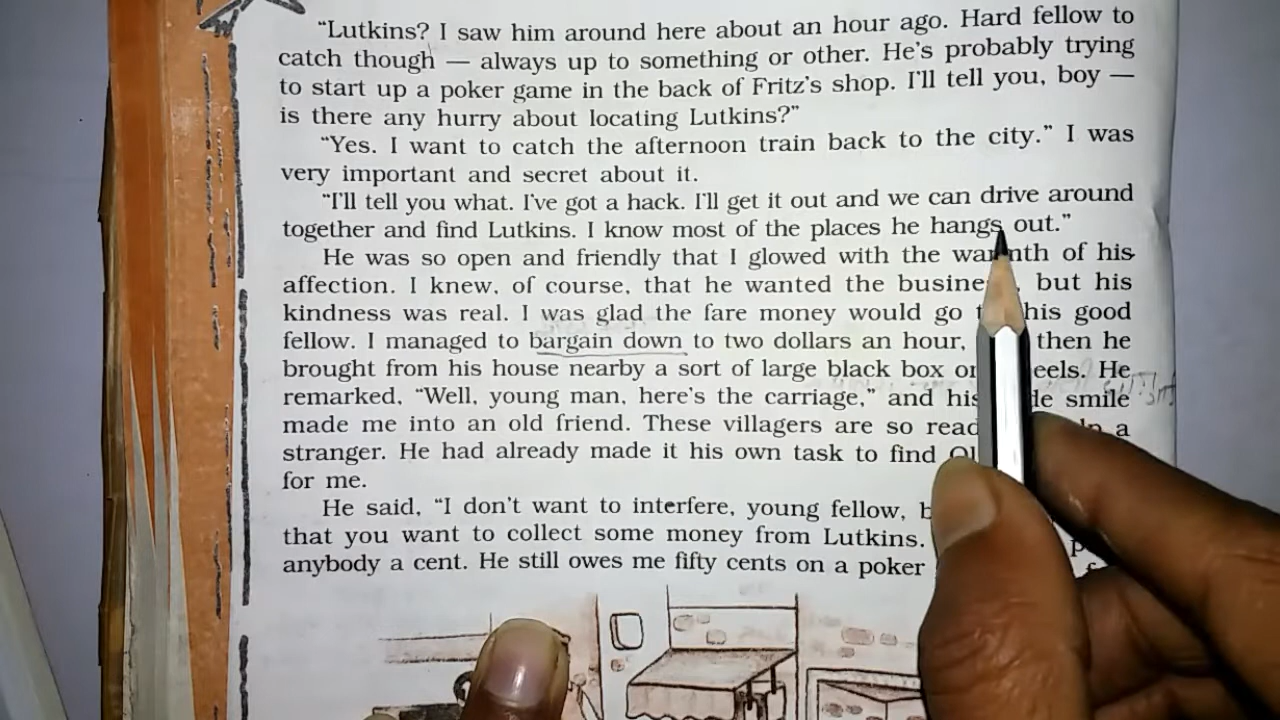 “Lutkins? I saw him around here about an hour ago. Hard fellow to
catch though — always up to something or other. He’s probably trying
to start up a poker game in the back of Fritz’s shop. I’ll tell you, boy —
is there any hurry about locating Lutkins?”
“Yes. I want to catch the afternoon train back to the city.” I was
very important and secret about it.
“I’ll tell you what. I’ve got a hack. I’ll get it out and we can drive around
together and find Lutkins. I know most of the places he hangs out.”
He was so open and friendly that I glowed with the warmth of his
affection. I knew, of course, that he wanted the business, but his
kindness was real. I was glad the fare money would go his good
fellow. I managed to bargain down to two dollars an hour, then he
brought from his house nearby a sort of large black box on eels. He
remarked, “Well, young man, here’s the carriage,” and his smile
made me into an old friend. These villagers are so a
stranger. He had already made it his own task to find
for me.
He said, “I don’t want to interfere, young fellow,
that you want to collect some money from Lutkins.
anybody a cent. He still owes me fifty cents on a poker